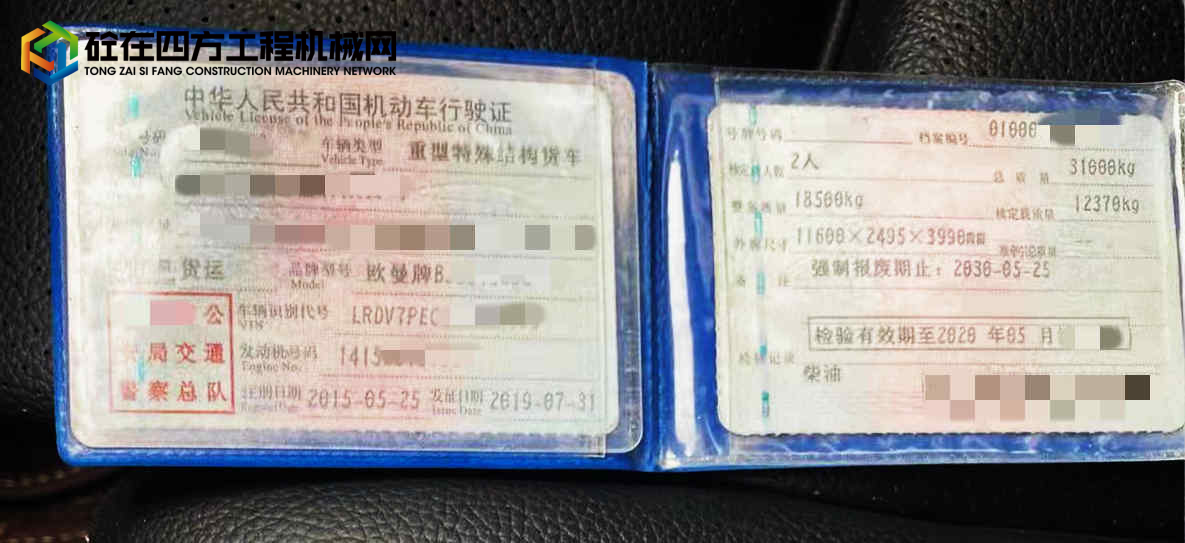 砼在四方工程机械网
TONG ZAI SI FANG CONSTRUCTION MACHINERY NETWORK
中华人民共和国机动车行驶证
Vehicle License of the People's Republic of China
号码 车辆类型 重型特殊结构货车
Vehicle Type
货运 品牌型号 欧曼牌B
Model
公 车辆识别代号 LRDV7PEC
VIN
局交通 发动机号码 1415
Engine No.
警察总队 注册日期 2015-05-25 发证日期 2019-07-31
Register Date Issue Date
号牌号码 档案编号 01000
核定载人数 2人 总质量 31000kg
整备质量 18500kg 核定载质量 12370kg
外廓尺寸 11600×2495×3990mm 准牵引总质量 --
备注 强制报废期止：2030-05-25
检验有效期至2020 年05 月
检验记录
柴油